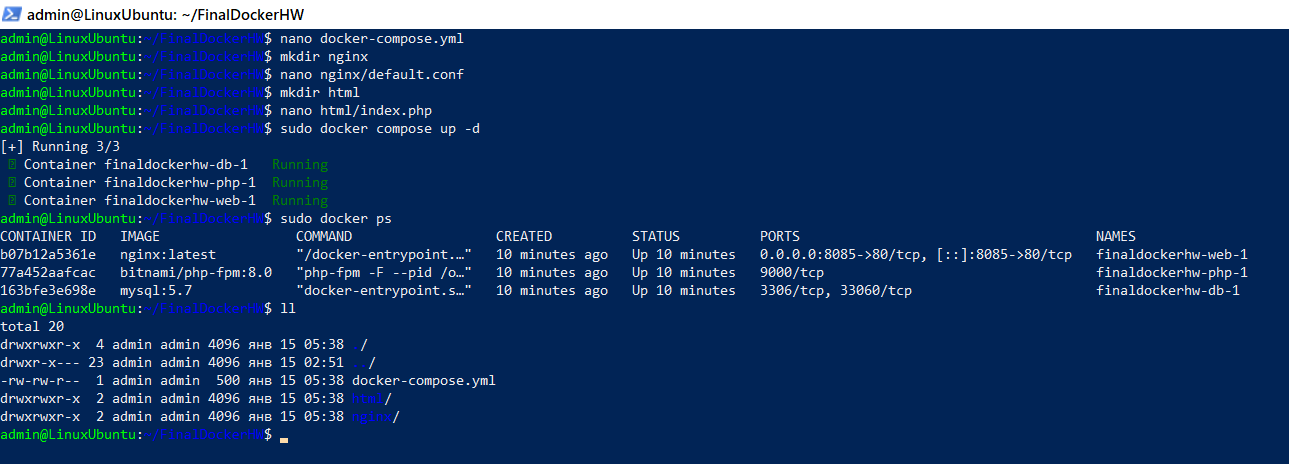 admin@LinuxUbuntu: ~/FinalDockerHW
admin@LinuxUbuntu:~/FinalDockerHW$ nano docker-compose.yml
admin@LinuxUbuntu:~/FinalDockerHW$ mkdir nginx
admin@LinuxUbuntu:~/FinalDockerHW$ nano nginx/default.conf
admin@LinuxUbuntu:~/FinalDockerHW$ mkdir html
admin@LinuxUbuntu:~/FinalDockerHW$ nano html/index.php
admin@LinuxUbuntu:~/FinalDockerHW$ sudo docker compose up -d
[+] Running 3/3
Container finaldockerhw-db-1   Running
Container finaldockerhw-php-1  Running
Container finaldockerhw-web-1  Running
admin@LinuxUbuntu:~/FinalDockerHW$ sudo docker ps
CONTAINER ID   IMAGE                 COMMAND                  CREATED          STATUS          PORTS                                     NAMES
b07b12a5361e   nginx:latest          "/docker-entrypoint.…"   10 minutes ago   Up 10 minutes   0.0.0.0:8085->80/tcp, [::]:8085->80/tcp   finaldockerhw-web-1
77a452aafcac   bitnami/php-fpm:8.0   "php-fpm -F --pid /o…"   10 minutes ago   Up 10 minutes   9000/tcp                                  finaldockerhw-php-1
163bfe3e698e   mysql:5.7             "docker-entrypoint.s…"   10 minutes ago   Up 10 minutes   3306/tcp, 33060/tcp                       finaldockerhw-db-1
admin@LinuxUbuntu:~/FinalDockerHW$ ll
total 20
drwxrwxr-x  4 admin admin 4096 янв 15 05:38 ./
drwxr-x--- 23 admin admin 4096 янв 15 02:51 ../
-rw-rw-r--  1 admin admin  500 янв 15 05:38 docker-compose.yml
drwxrwxr-x  2 admin admin 4096 янв 15 05:38 html/
drwxrwxr-x  2 admin admin 4096 янв 15 05:38 nginx/
admin@LinuxUbuntu:~/FinalDockerHW$